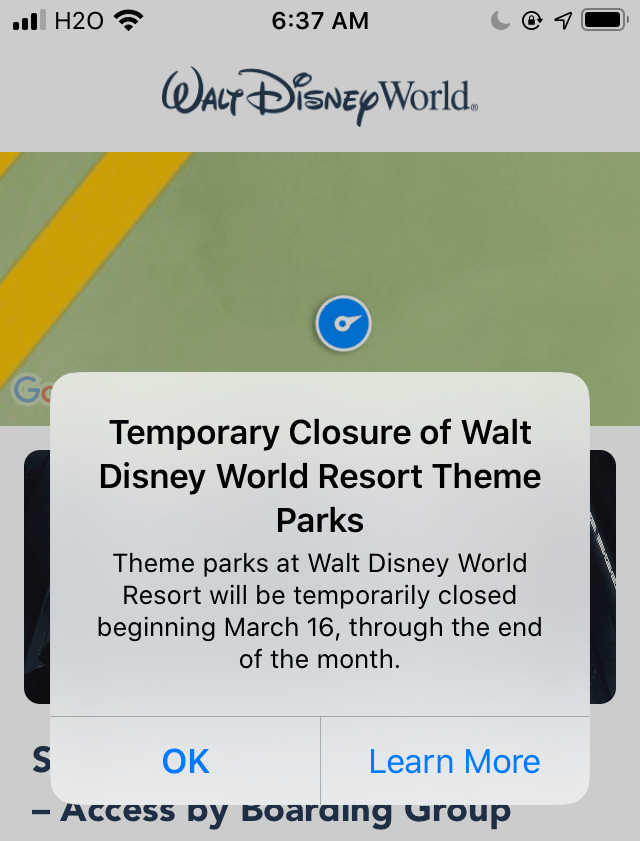 H2O 6:37 AM
Walt Disney World®
Temporary Closure of Walt
Disney World Resort Theme
Parks
Theme parks at Walt Disney World
Resort will be temporarily closed
beginning March 16, through the end
of the month.
OK Learn More
– Access by Boarding Group